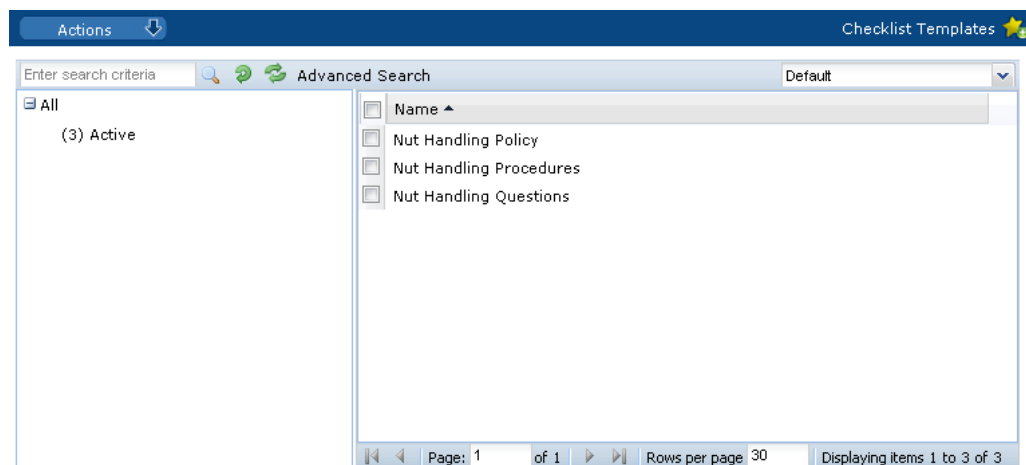 Actions Checklist Templates
Enter search criteria Advanced Search Default
All
(3) Active
Name
Nut Handling Policy
Nut Handling Procedures
Nut Handling Questions
Page: 1 of 1 Rows per page 30 Displaying items 1 to 3 of 3